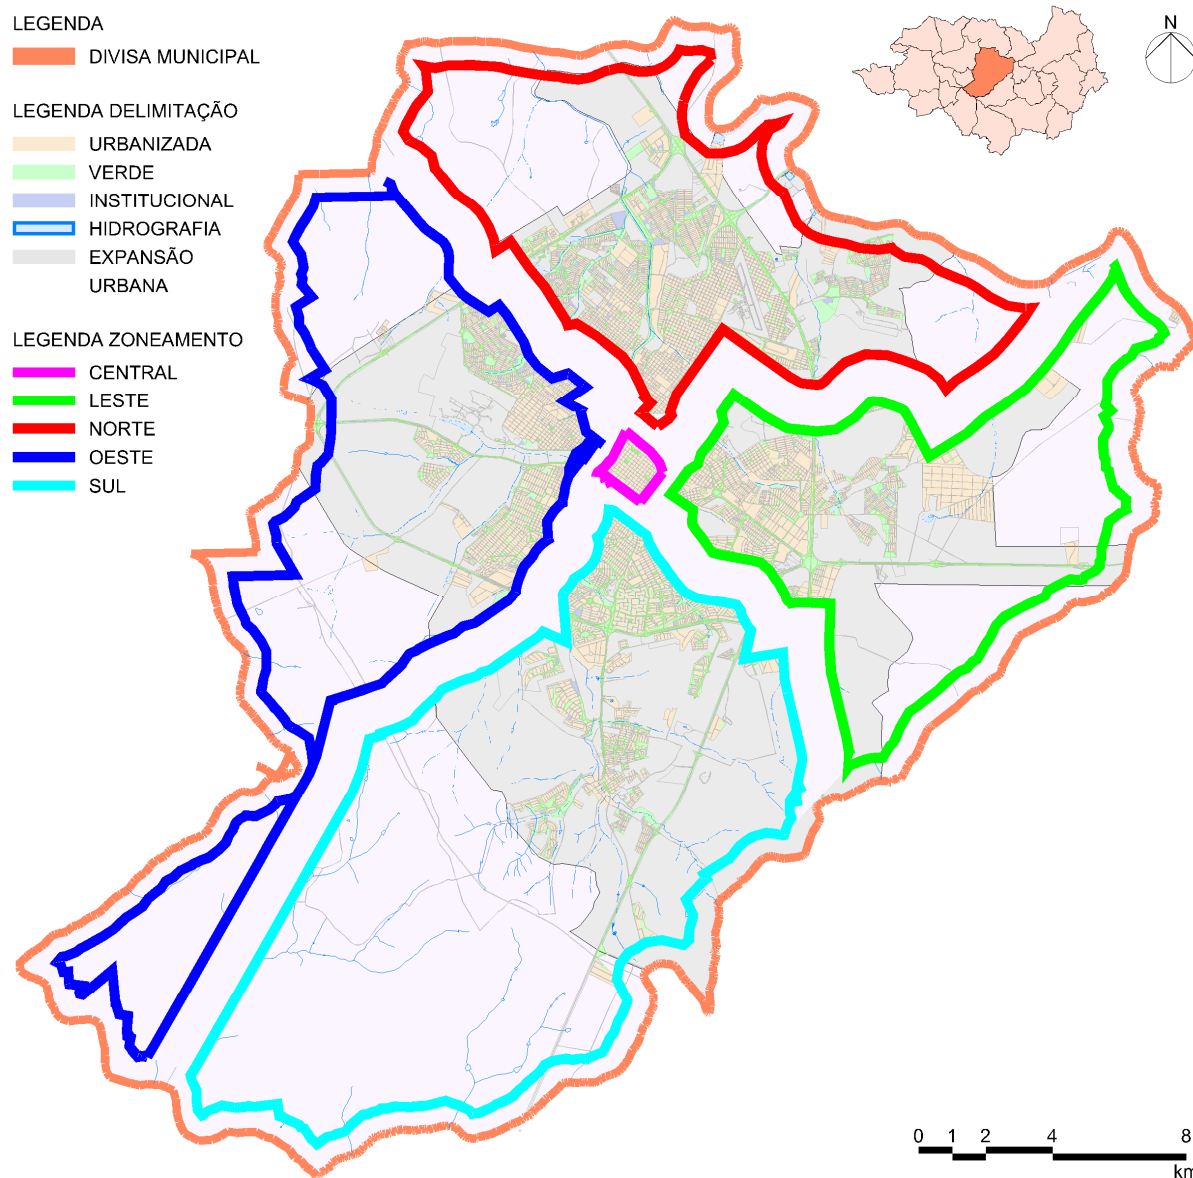 LEGENDA
DIVISA MUNICIPAL
LEGENDA DELIMITAÇÃO
URBANIZADA
VERDE
INSTITUCIONAL
HIDROGRAFIA
EXPANSÃO
URBANA
LEGENDA ZONEAMENTO
CENTRAL
LESTE
NORTE
OESTE
SUL
N
0 1 2 4 8
km